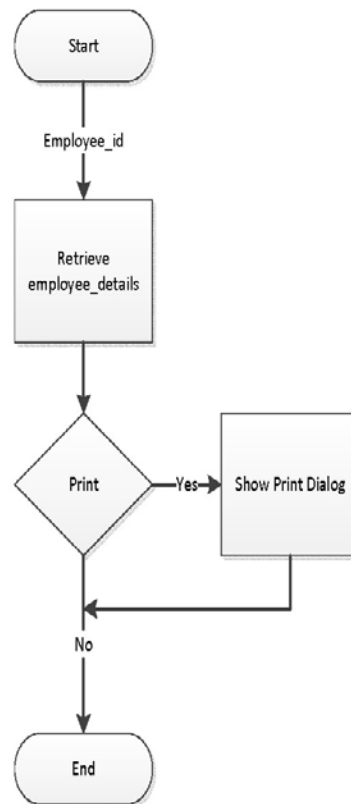 Start
Employee_id
Retrieve
employee_details
Print
Yes
Show Print Dialog
No
End